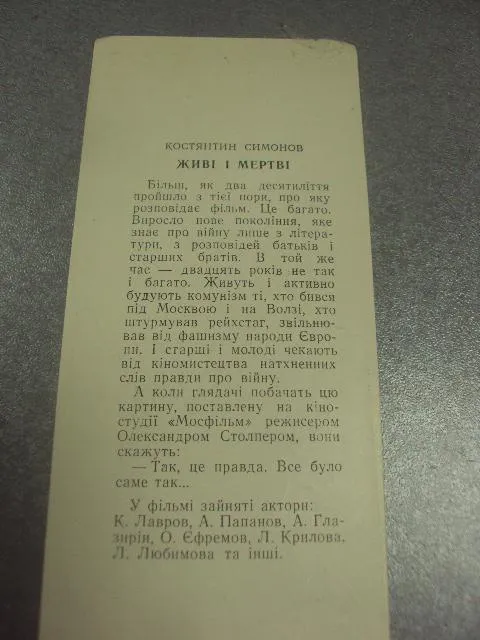 КОСТЯНТИН СИМОНОВ
ЖИВІ І МЕРТВІ
Більш, як два десятиліття
пройшло з тієї пори, про яку
розповідає фільм. Це багато.
Виросло нове покоління, яке
знає про війну лише з літера-
тури, з розповідей батьків і
старших братів. В той же
час — двадцять років не так
і багато. Живуть і активно
будують комунізм ті, хто бився
під Москвою і на Волзі, хто
штурмував рейхстаг, звільню-
вав від фашизму народи Євро-
пи. І старші і молоді чекають
від кіномистецтва натхненних
слів правди про війну.
А коли глядачі побачать цю
картину, поставлену на кіно-
студії «Мосфільм» режисером
Олександром Столпером, вони
скажуть:
— Так, це правда. Все було
саме так...
У фільмі зайняті актори:
К. Лавров, А. Папанов, А. Гла-
зирін, О. Єфремов, Л. Крилова,
Л. Любимова та інші.